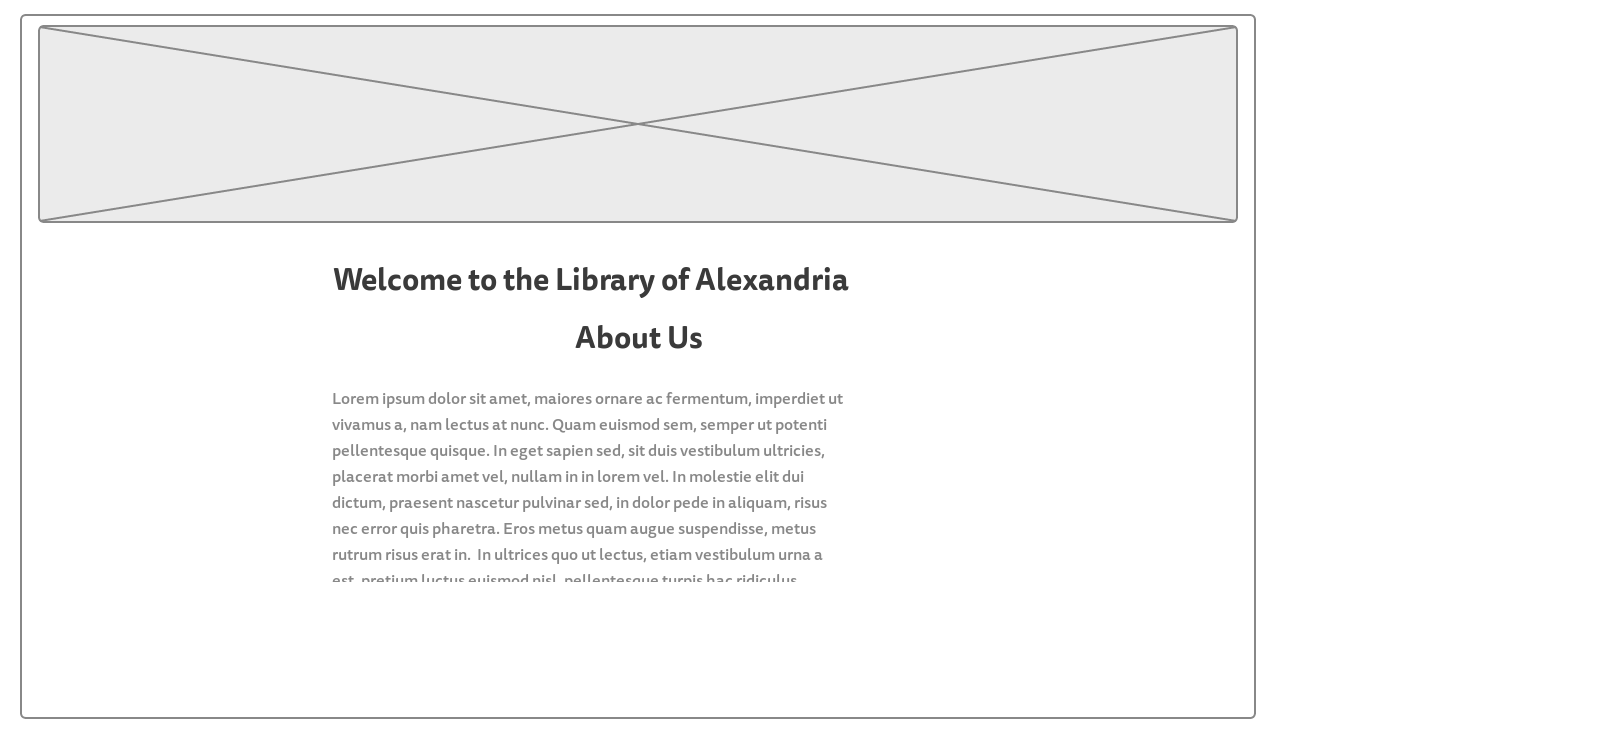 Welcome to the Library of Alexandria
About Us
Lorem ipsum dolor sit amet, maiores ornare ac fermentum, imperdiet ut
vivamus a, nam lectus at nunc. Quam euismod sem, semper ut potenti
pellentesque quisque. In eget sapien sed, sit duis vestibulum ultricies,
placerat morbi amet vel, nullam in in lorem vel. In molestie elit dui
dictum, praesent nascetur pulvinar sed, in dolor pede in aliquam, risus
nec error quis pharetra. Eros metus quam augue suspendisse, metus
rutrum risus erat in.  In ultrices quo ut lectus, etiam vestibulum urna a
est, pretium luctus euismod nisl, pellentesque turpis hac ridiculus